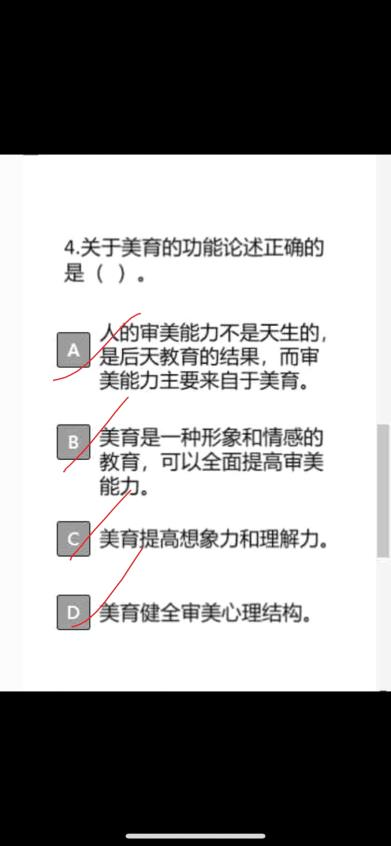 4.关于美育的功能论述正确的
是（ ）。
A
人的审美能力不是天生的，
是后天教育的结果，而审
美能力主要来自于美育。
B
美育是一种形象和情感的
教育，可以全面提高审美
能力。
C
美育提高想象力和理解力。
D
美育健全审美心理结构。